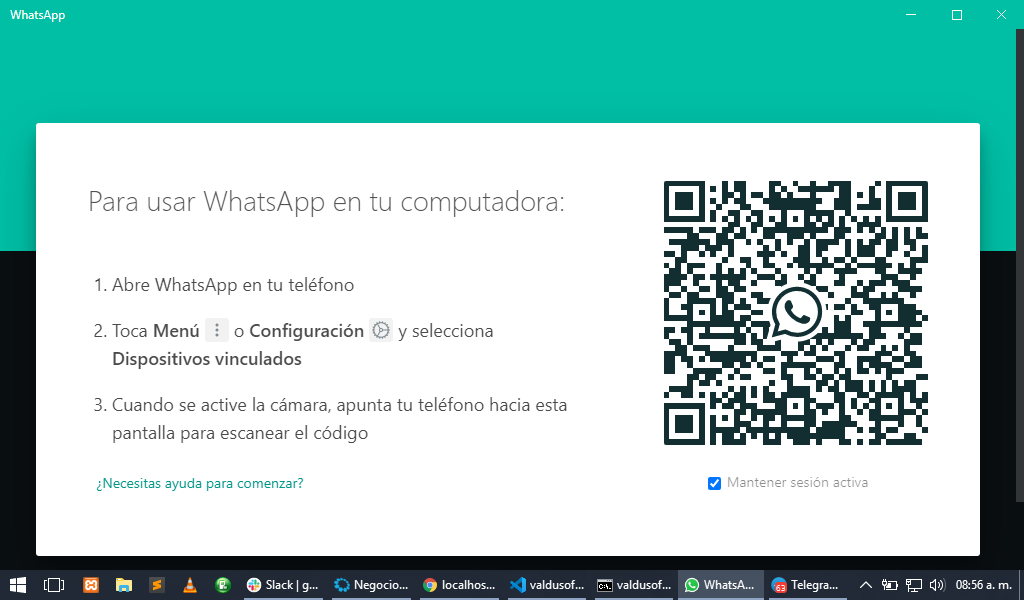 WhatsApp
Para usar WhatsApp en tu computadora:
1. Abre WhatsApp en tu teléfono
2. Toca Menú o Configuración y selecciona
Dispositivos vinculados
3. Cuando se active la cámara, apunta tu teléfono hacia esta
pantalla para escanear el código
¿Necesitas ayuda para comenzar?
Mantener sesión activa
Slack | g...
Negocio...
localhos...
valdusof...
valdusof...
WhatsA...
63
Telegra...
08:56 a. m.